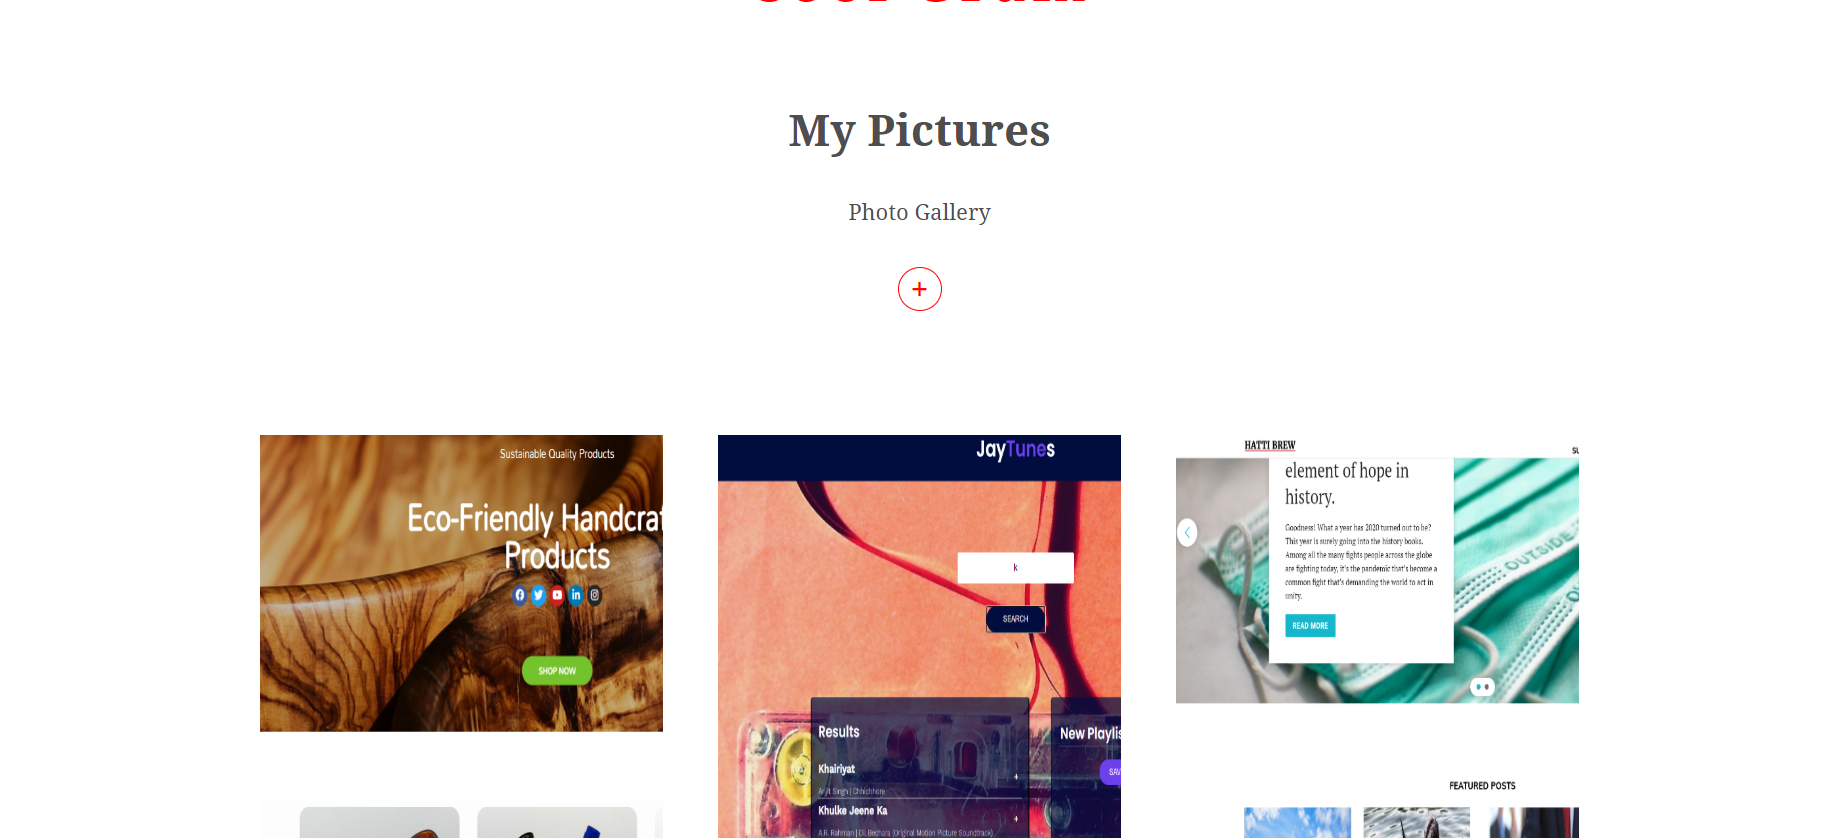 My Pictures
Photo Gallery
+
Sustainable Quality Products
Eco-Friendly Handcraf
Products
SHOP NOW
JayTunes
k
SEARCH
Results
Khairiyat
+
Arijit Singh | Chhichhore
Khulke Jeene Ka
+
A.R. Rahman | Dil Bechara (Original Motion Picture Soundtrack)
New Playlis
SAV
HATTI BREW
SU
element of hope in
history.
Goodness! What a year has 2020 turned out to be?
This year is surely going into the history books.
Among all the many fights people across the globe
are fighting today, it's the pandemic that's become a
common fight that's demanding the world to act in
unity.
READ MORE
OUTSIDE
FEATURED POSTS